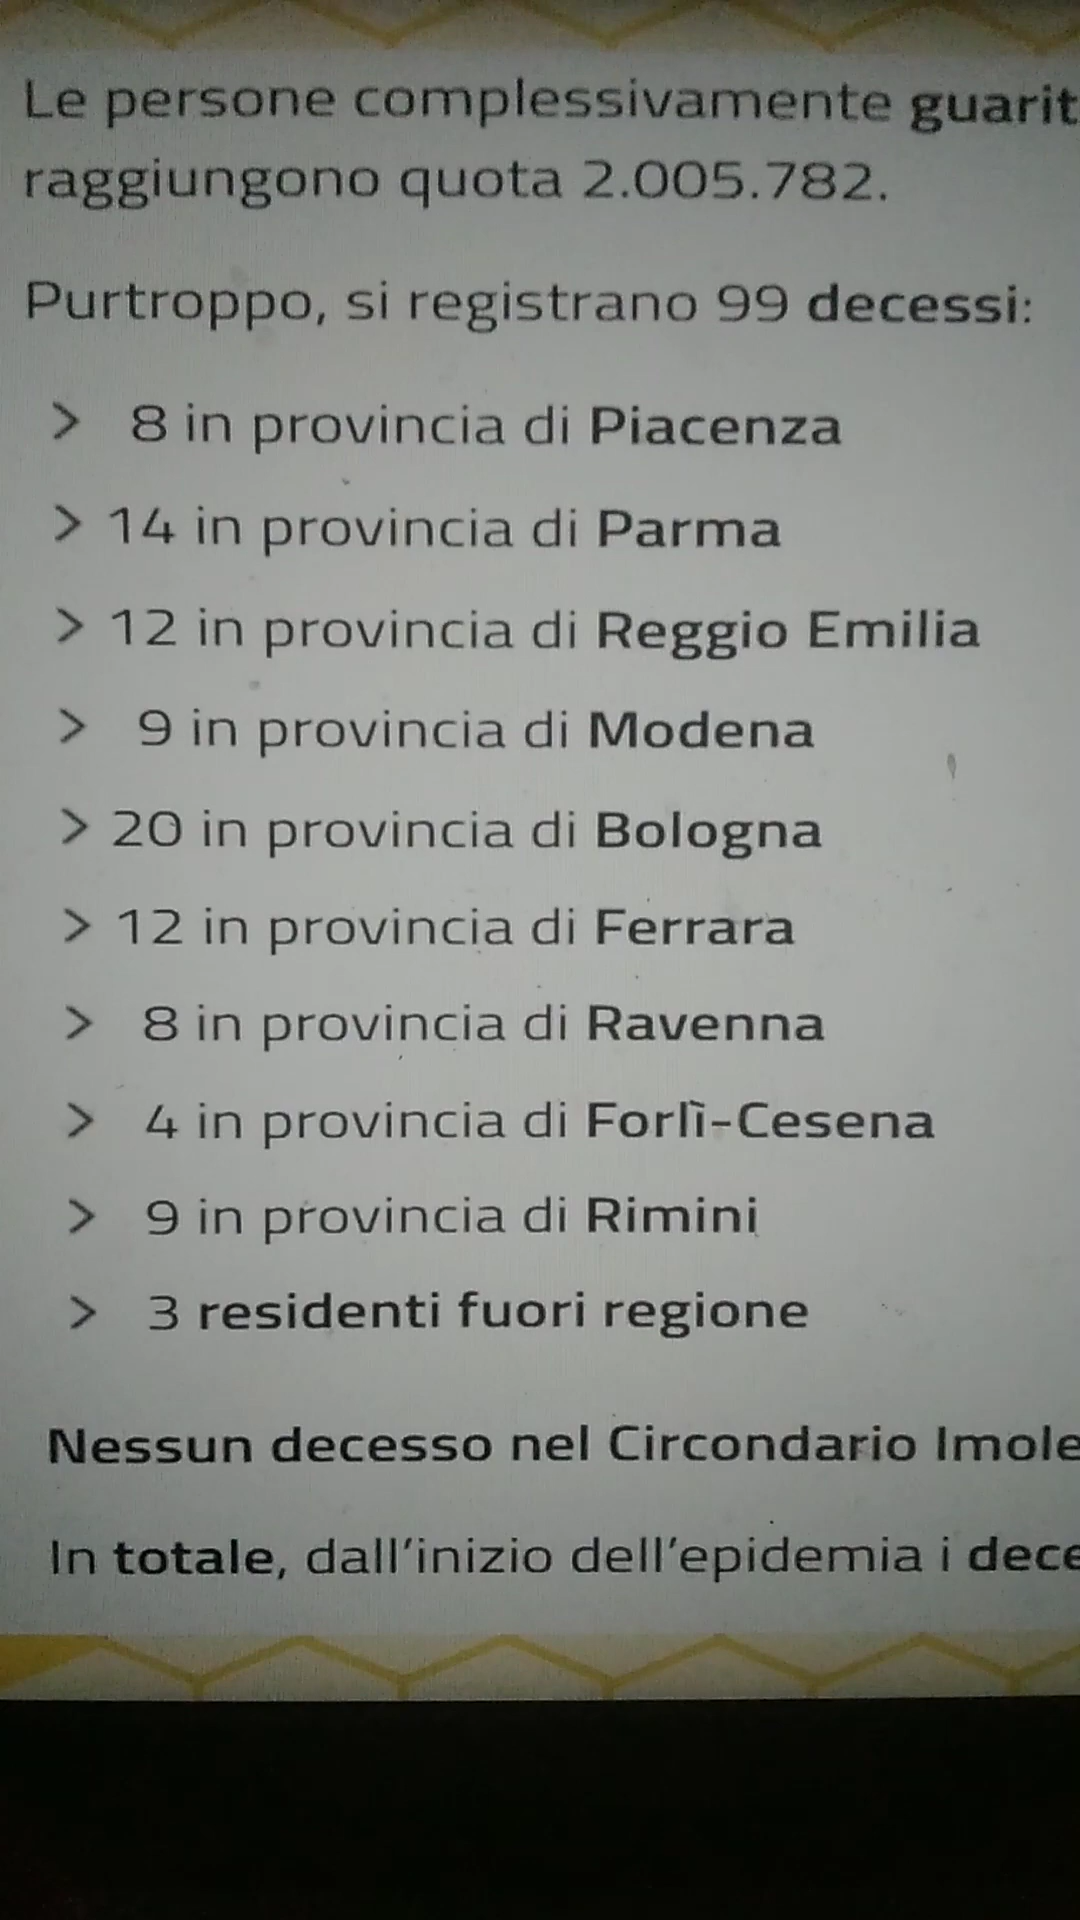 Le persone complessivamente guarit
raggiungono quota 2.005.782.
Purtroppo, si registrano 99 decessi:
> 8 in provincia di Piacenza
> 14 in provincia di Parma
> 12 in provincia di Reggio Emilia
> 9 in provincia di Modena
> 20 in provincia di Bologna
> 12 in provincia di Ferrara
> 8 in provincia di Ravenna
> 4 in provincia di Forlì-Cesena
> 9 in provincia di Rimini
> 3 residenti fuori regione
Nessun decesso nel Circondario Imole
In totale, dall'inizio dell'epidemia i dece